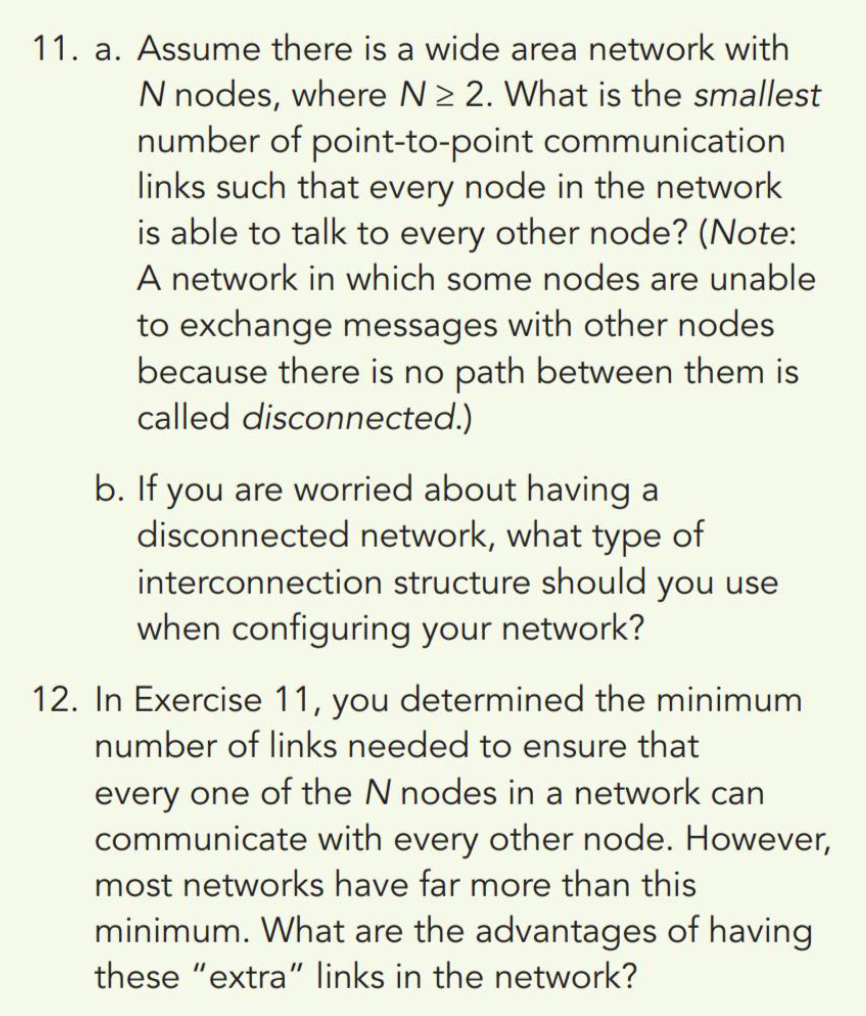 11. a. Assume there is a wide area network with
N nodes, where N ≥ 2. What is the smallest
number of point-to-point communication
links such that every node in the network
is able to talk to every other node? (Note:
A network in which some nodes are unable
to exchange messages with other nodes
because there is no path between them is
called disconnected.)
b. If you are worried about having a
disconnected network, what type of
interconnection structure should you use
when configuring your network?
12. In Exercise 11, you determined the minimum
number of links needed to ensure that
every one of the N nodes in a network can
communicate with every other node. However,
most networks have far more than this
minimum. What are the advantages of having
these “extra” links in the network?